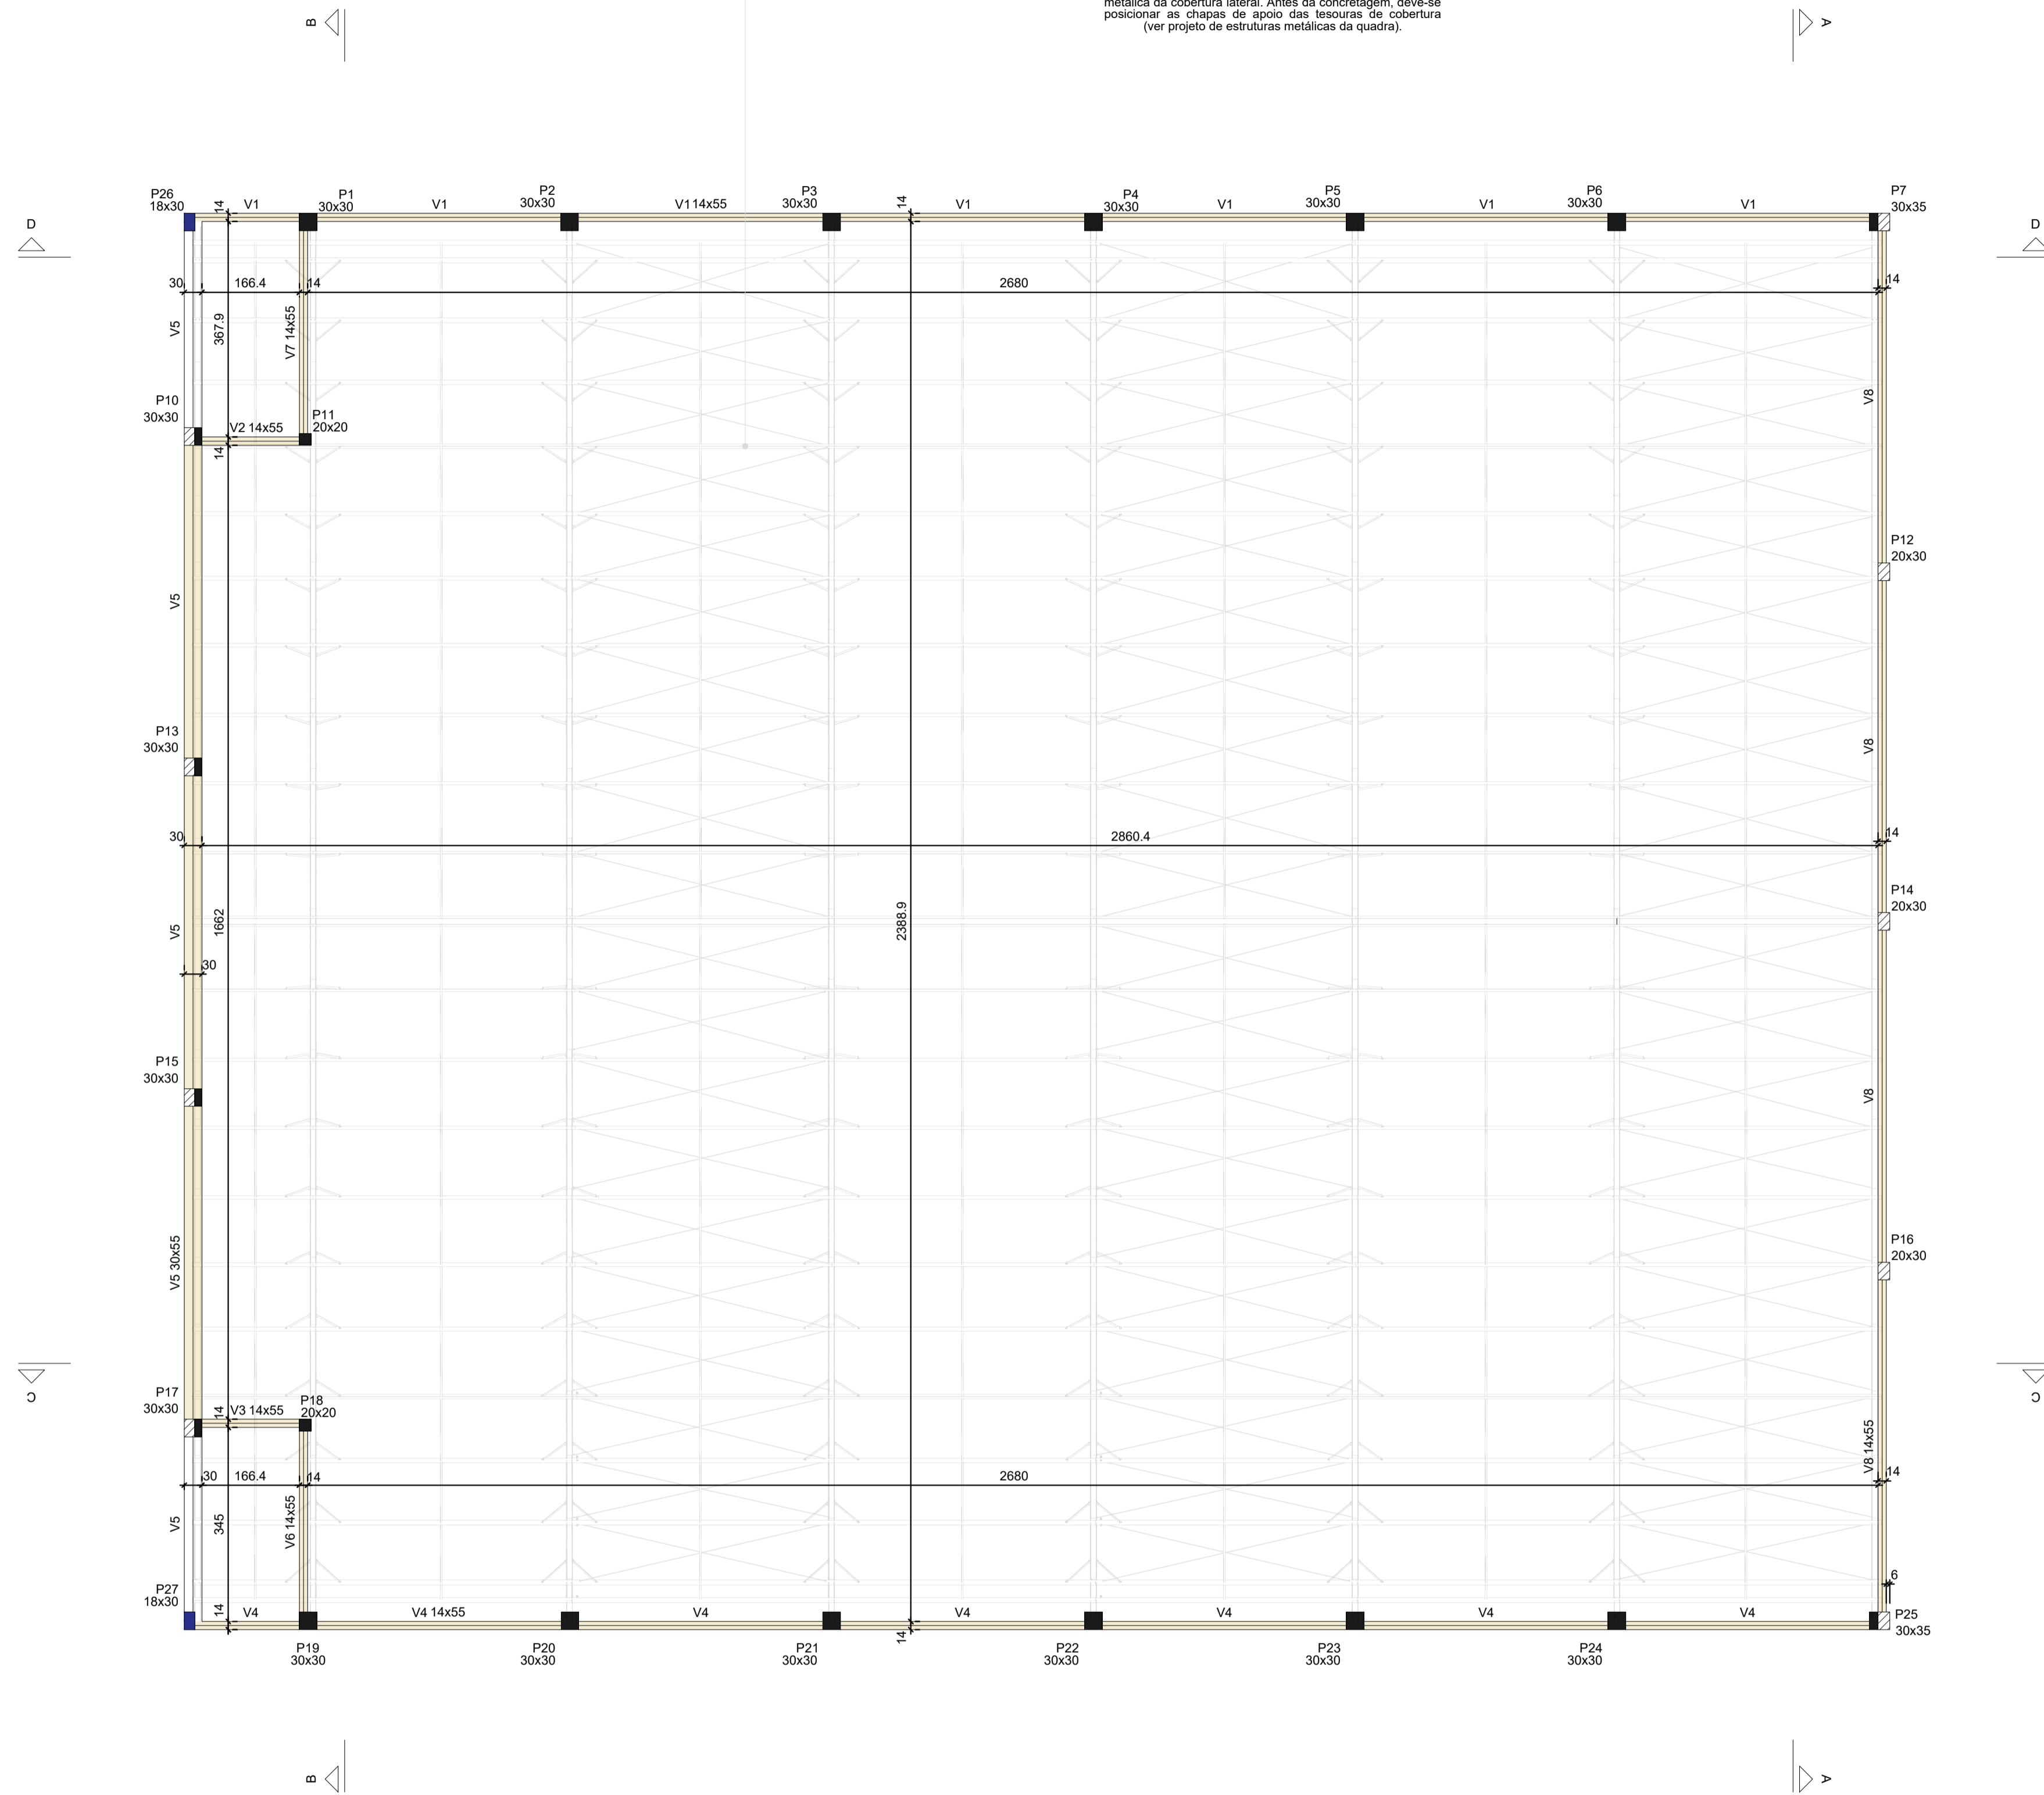 metálica da cobertura lateral. Antes da concretagem, deve-se
posicionar as chapas de apoio das tesouras de cobertura
(ver projeto de estruturas metálicas da quadra).
B
A
D
D
P26
18x30
14
V1
P1
30x30
V1
P2
30x30
V1 14x55
P3
30x30
14
V1
P4
30x30
V1
P5
30x30
V1
P6
30x30
V1
P7
30x35
30
166.4
14
2680
14
V5
367.9
V7 14x55
V8
P10
30x30
V2 14x55
P11
20x20
14
P12
20x30
V5
P13
30x30
V8
30
2860.4
14
P14
20x30
V5
1662
2388.9
30
P15
30x30
V8
P16
20x30
V5 30x55
P17
30x30
14
V3 14x55
P18
20x20
C
C
V8 14x55
30
166.4
14
2680
14
V5
345
V6 14x55
6
P27
18x30
14
V4
V4 14x55
V4
V4
V4
V4
V4
P25
30x35
14
P19
30x30
P20
30x30
P21
30x30
P22
30x30
P23
30x30
P24
30x30
B
A